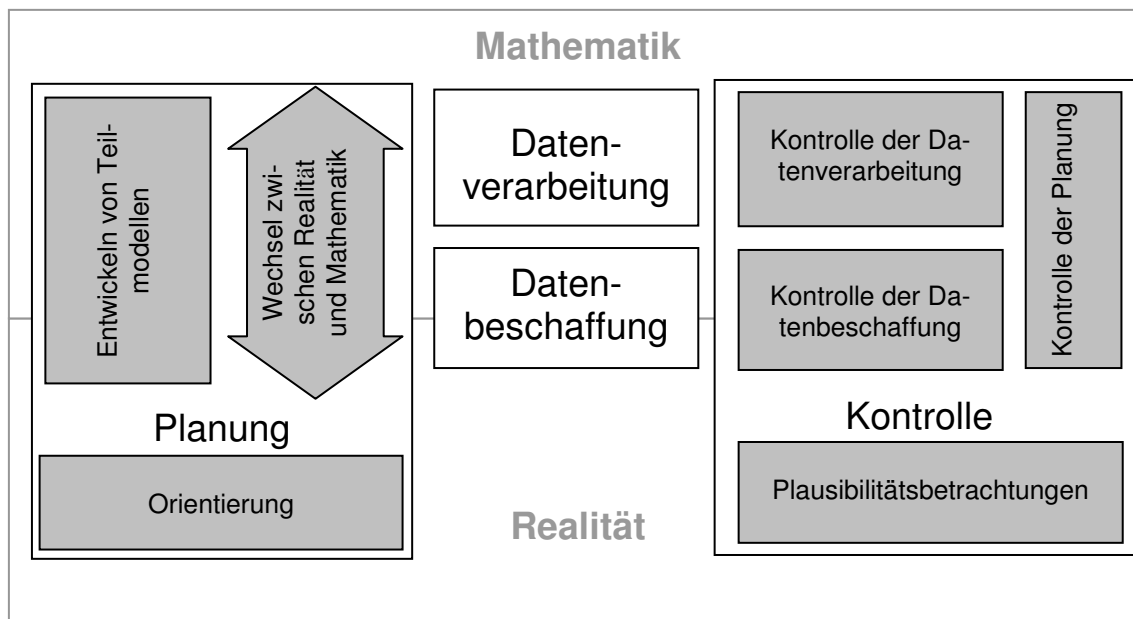 Mathematik
Entwickeln von Teil-
modellen
Wechsel zwi-
schen Realität
und Mathematik
Planung
Orientierung
Daten-
verarbeitung
Daten-
beschaffung
Kontrolle der Da-
tenverarbeitung
Kontrolle der Da-
tenbeschaffung
Kontrolle der Planung
Kontrolle
Plausibilitätsbetrachtungen
Realität